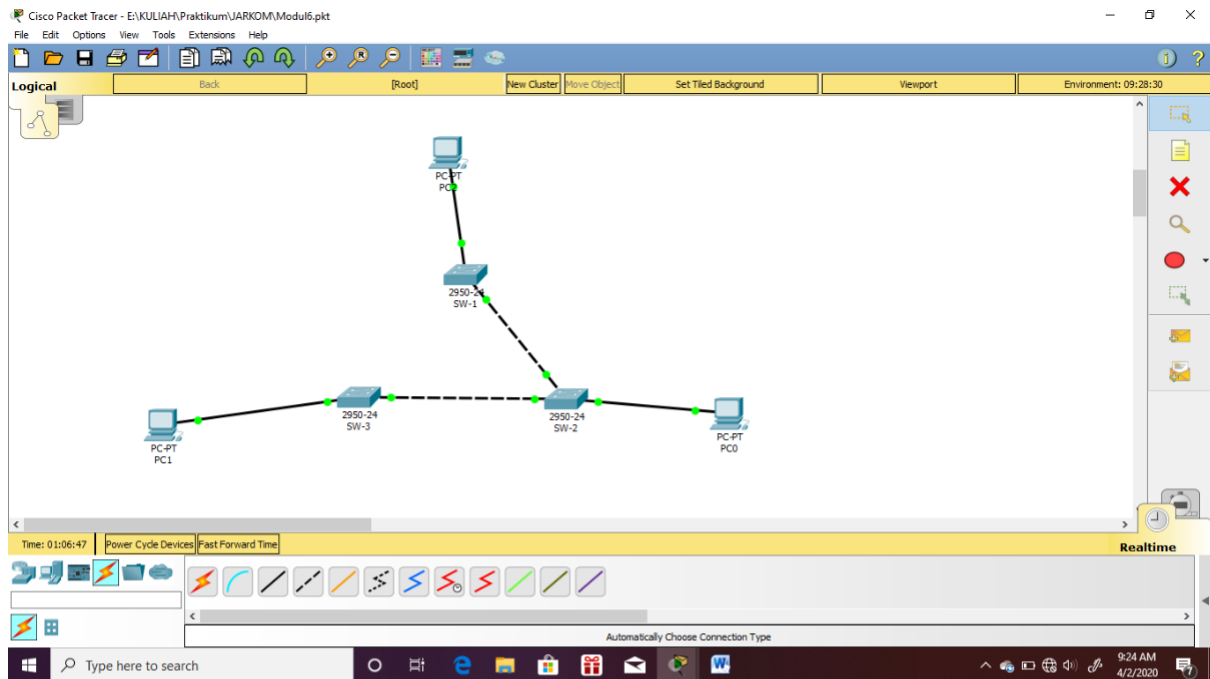 Cisco Packet Tracer - E:\KULIAH\Praktikum\JARKOM\Modul6.pkt
File Edit Options View Tools Extensions Help
Logical Back [Root] New Cluster Move Object Set Tiled Background Viewport Environment: 09:28:30
PC-PT
2950-24
SW-1
2950-24
SW-3
2950-24
SW-2
PC-PT
PC1
PC-PT
PC0
Time: 01:06:47 Power Cycle Devices Fast Forward Time Realtime
Automatically Choose Connection Type
Type here to search
9:24 AM
4/2/2020